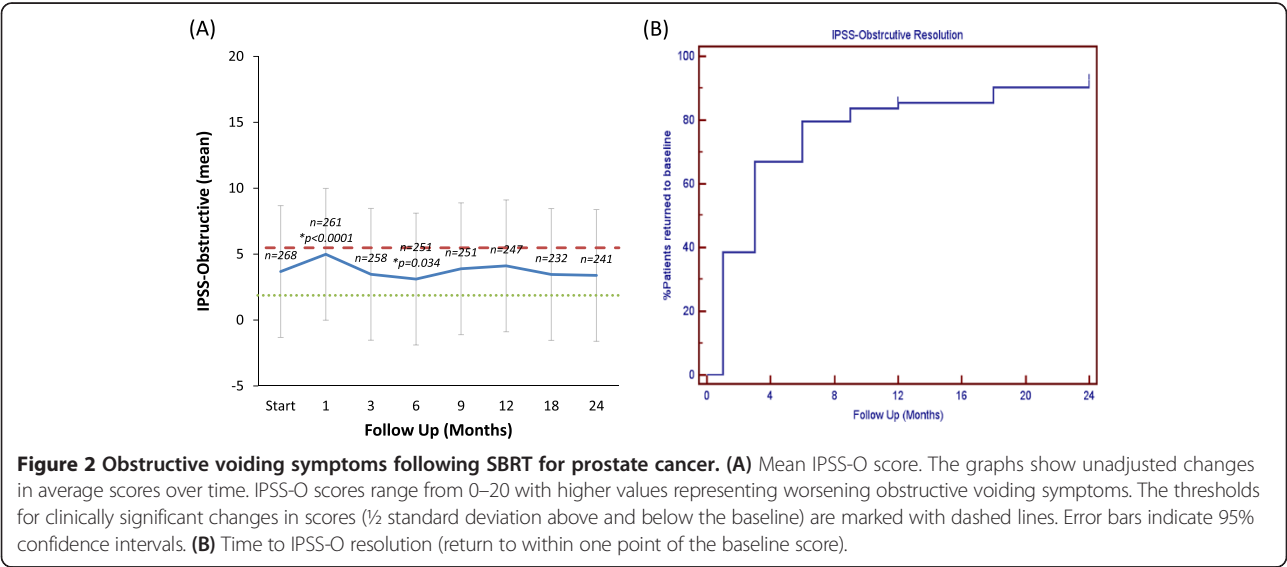 (A)
20
15
10
5
0
-5
IPSS-Obstructive (mean)
n=268
n=261
*p<0.0001
n=258
n=251
*p=0.034
n=251
n=247
n=232
n=241
Start 1 3 6 9 12 18 24
Follow Up (Months)
(B)
IPSS-Obstrcutive Resolution
100
80
60
40
20
0
%Patients returned to baseline
0 4 8 12 16 20 24
Follow Up (Months)
Figure 2 Obstructive voiding symptoms following SBRT for prostate cancer. (A) Mean IPSS-O score. The graphs show unadjusted changes
in average scores over time. IPSS-O scores range from 0–20 with higher values representing worsening obstructive voiding symptoms. The thresholds
for clinically significant changes in scores (½ standard deviation above and below the baseline) are marked with dashed lines. Error bars indicate 95%
confidence intervals. (B) Time to IPSS-O resolution (return to within one point of the baseline score).